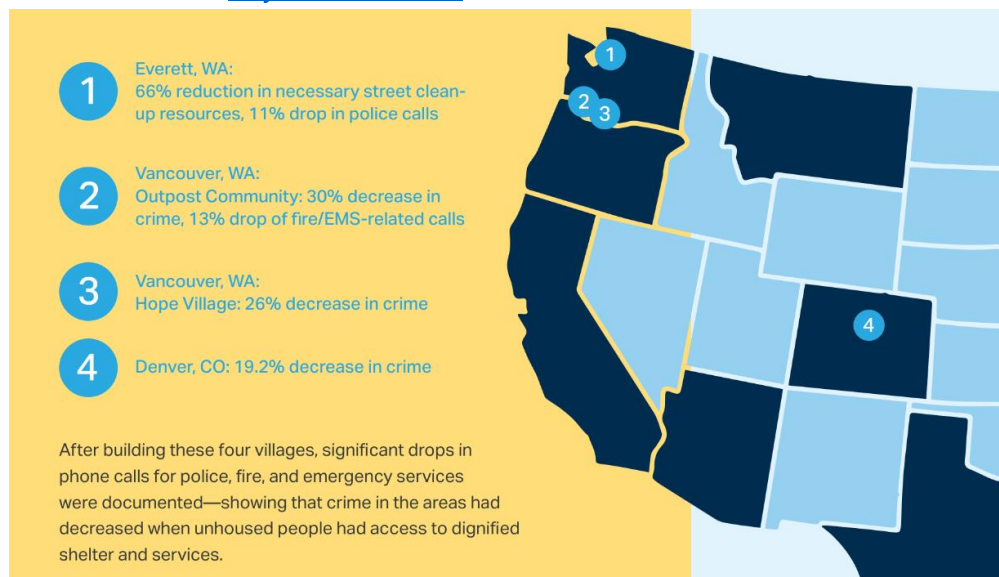 1
Everett, WA:
66% reduction in necessary street clean-
up resources, 11% drop in police calls
2
Vancouver, WA:
Outpost Community: 30% decrease in
crime, 13% drop of fire/EMS-related calls
3
Vancouver, WA:
Hope Village: 26% decrease in crime
4
Denver, CO: 19.2% decrease in crime
After building these four villages, significant drops in
phone calls for police, fire, and emergency services
were documented—showing that crime in the areas had
decreased when unhoused people had access to dignified
shelter and services.
1
2
3
4